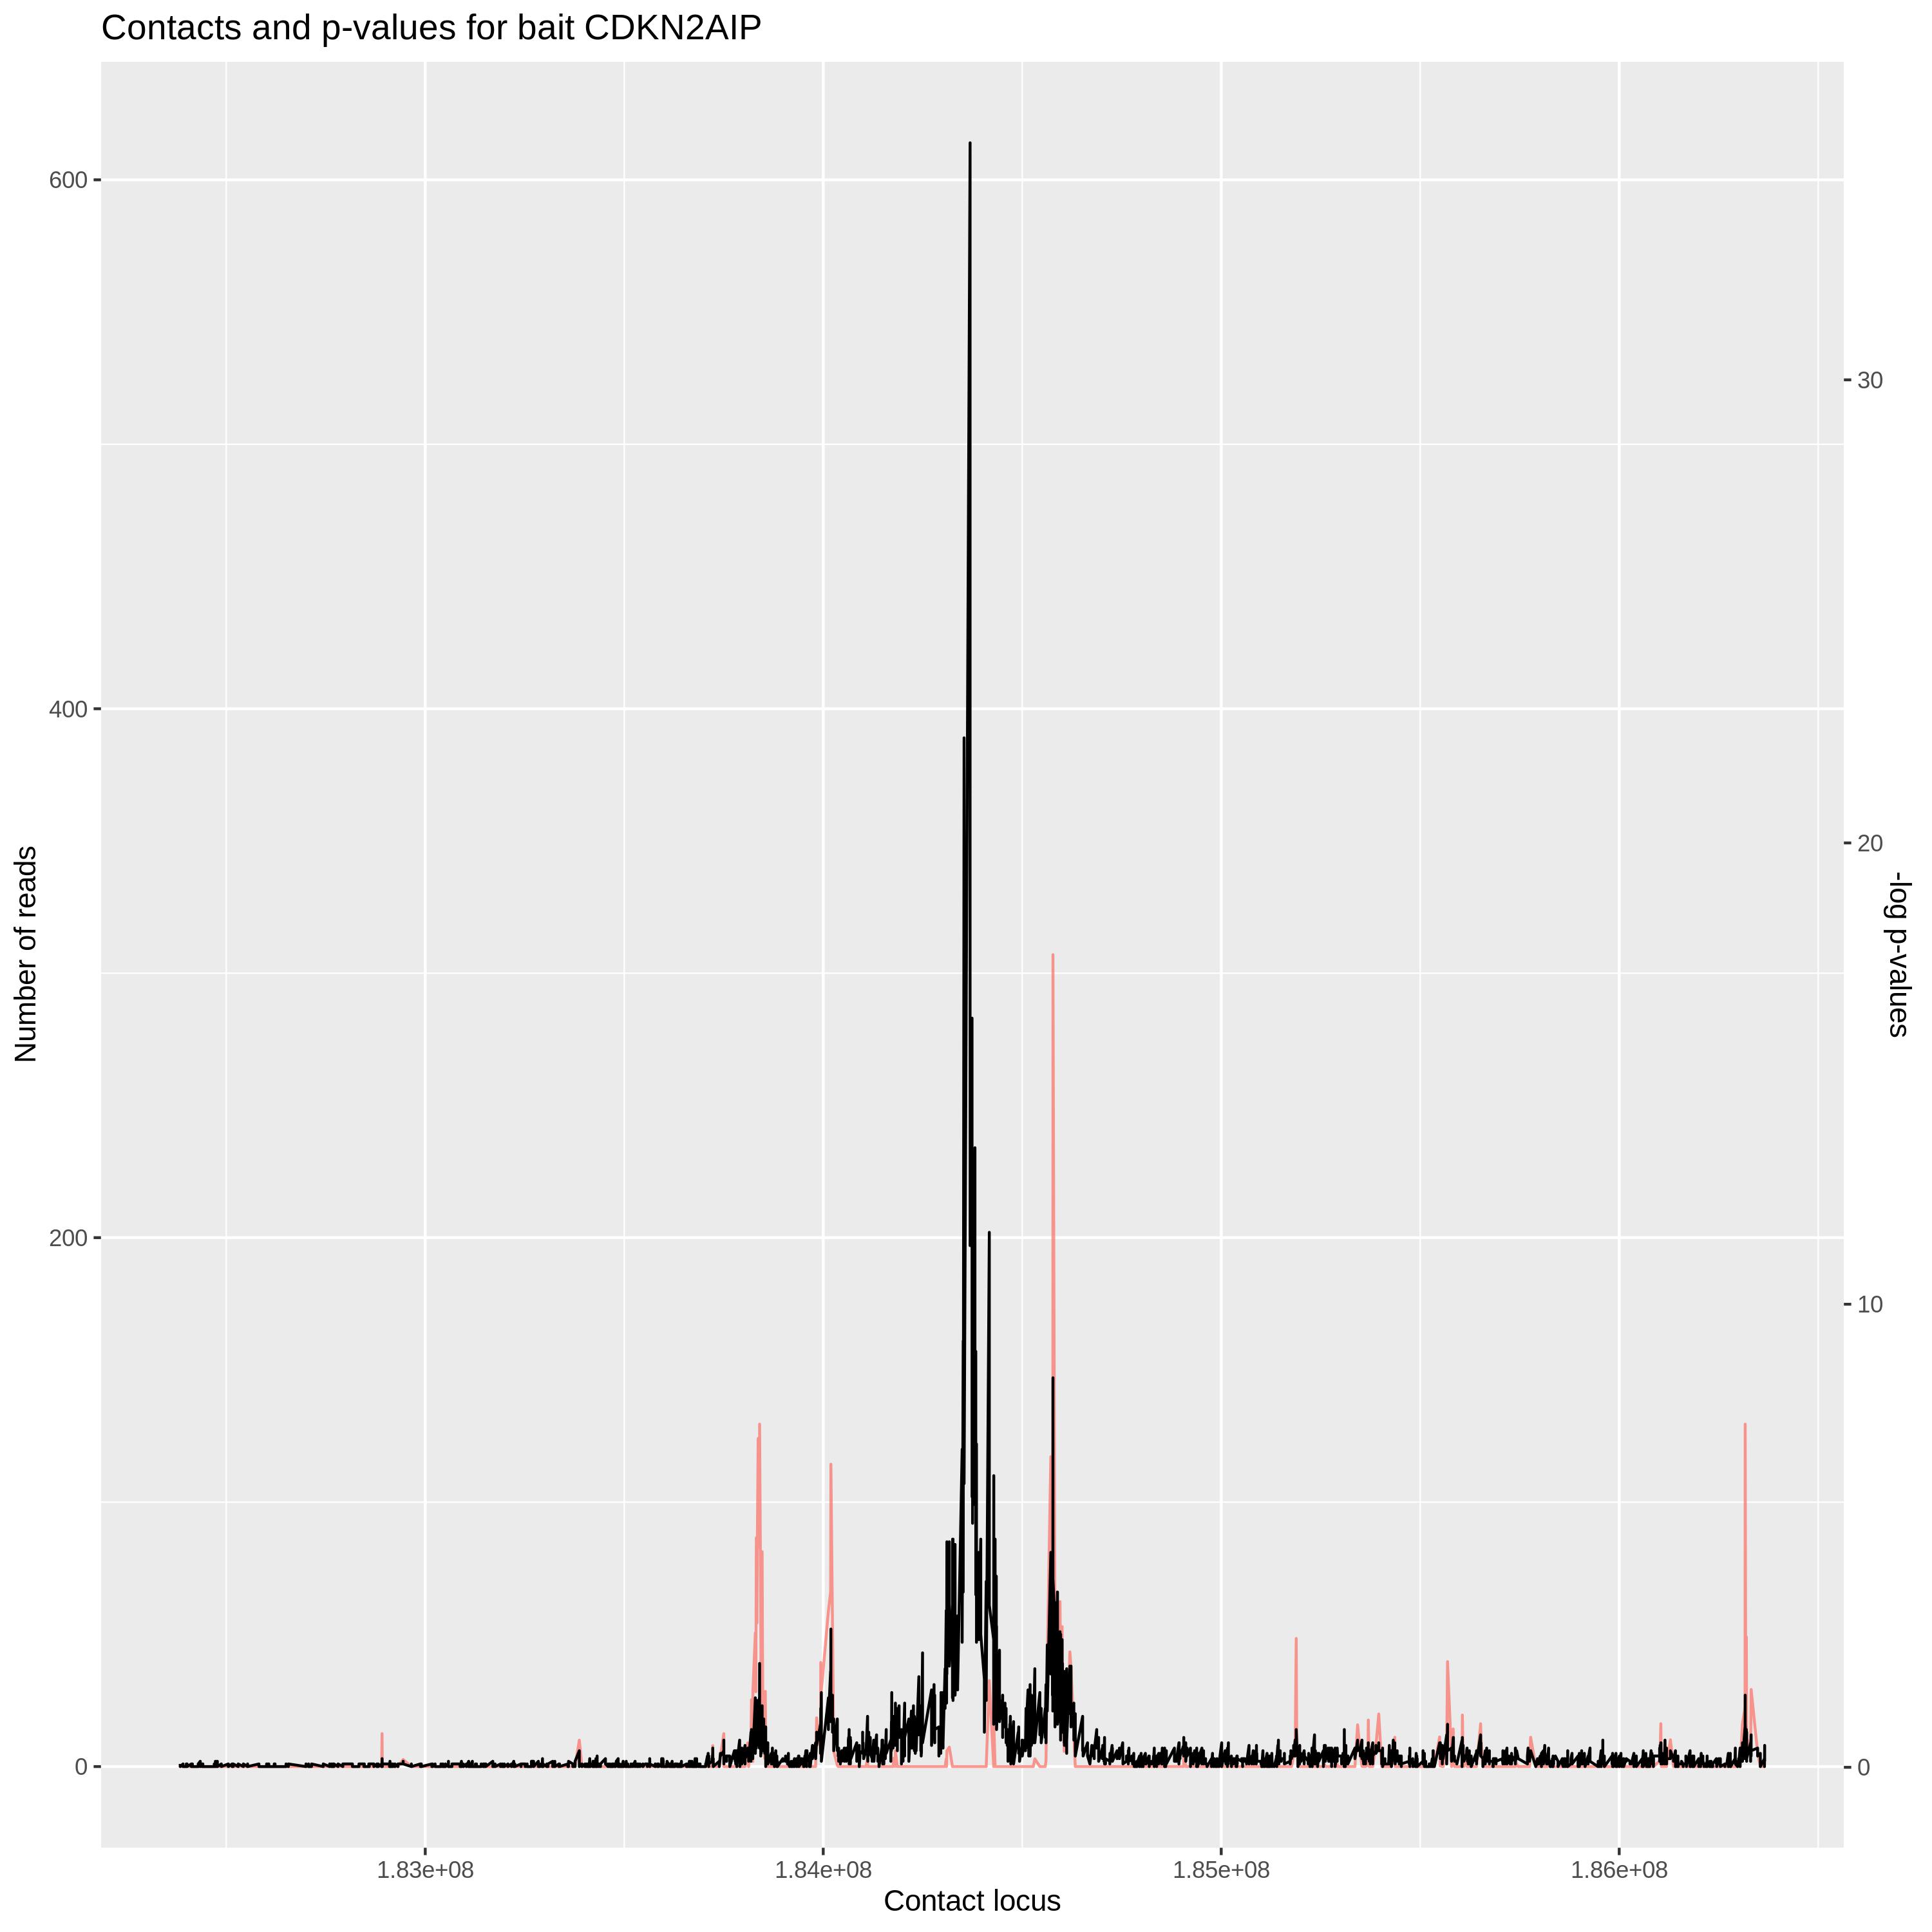 Contacts and p-values for bait CDKN2AIP
600
400
200
0
Number of reads
30
20
10
0
-log p-values
1.83e+08
1.84e+08
1.85e+08
1.86e+08
Contact locus